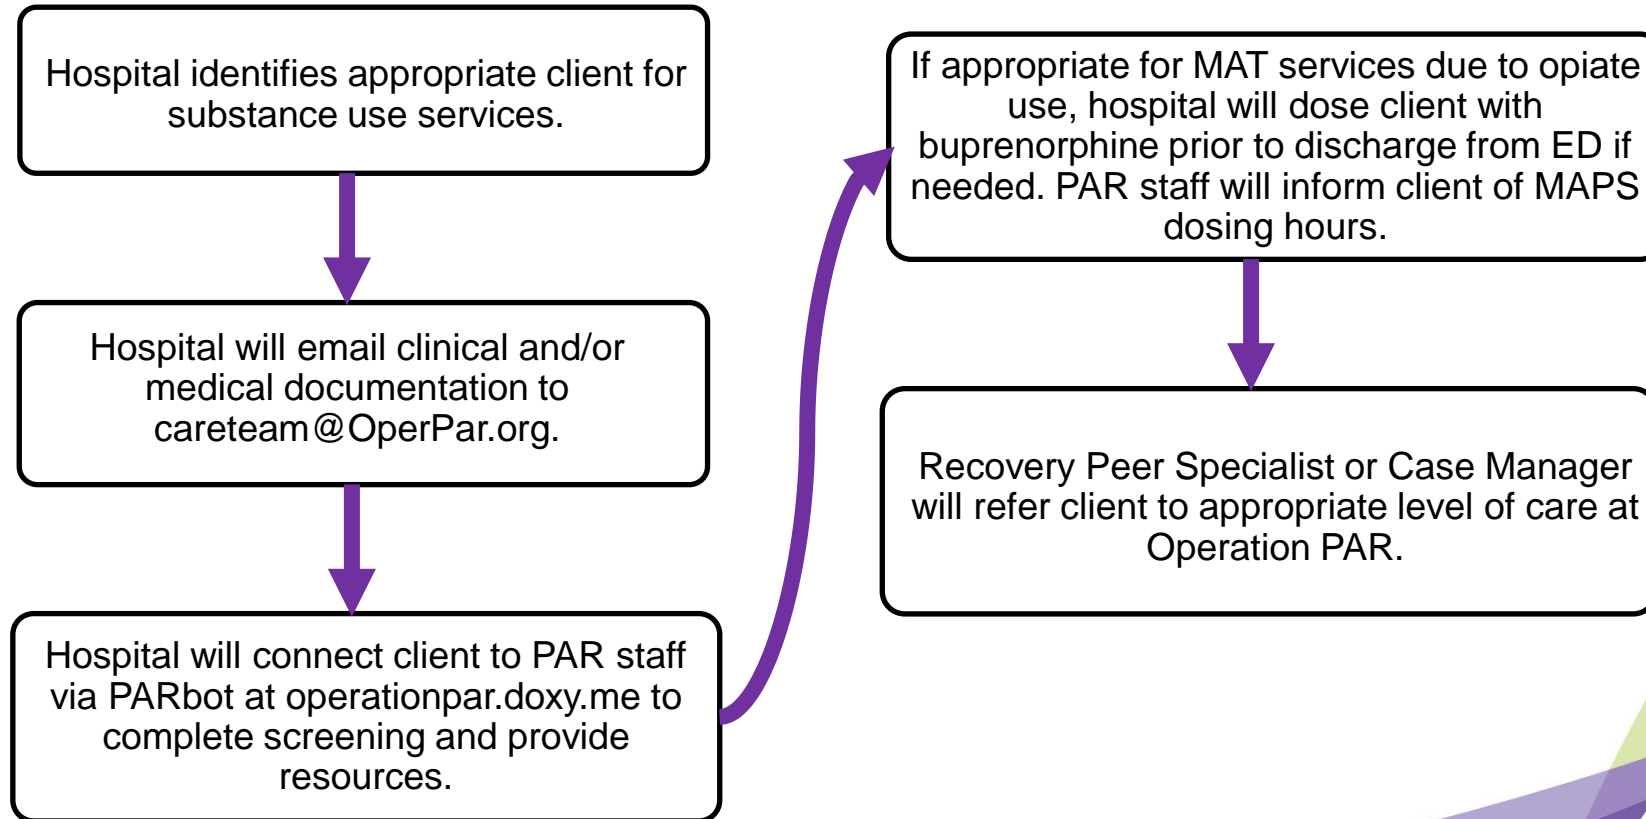 Hospital identifies appropriate client for
substance use services.
Hospital will email clinical and/or
medical documentation to
careteam@OperPar.org.
Hospital will connect client to PAR staff
via PARbot at operationpar.doxy.me to
complete screening and provide
resources.
If appropriate for MAT services due to opiate
use, hospital will dose client with
buprenorphine prior to discharge from ED if
needed. PAR staff will inform client of MAPS
dosing hours.
Recovery Peer Specialist or Case Manager
will refer client to appropriate level of care at
Operation PAR.